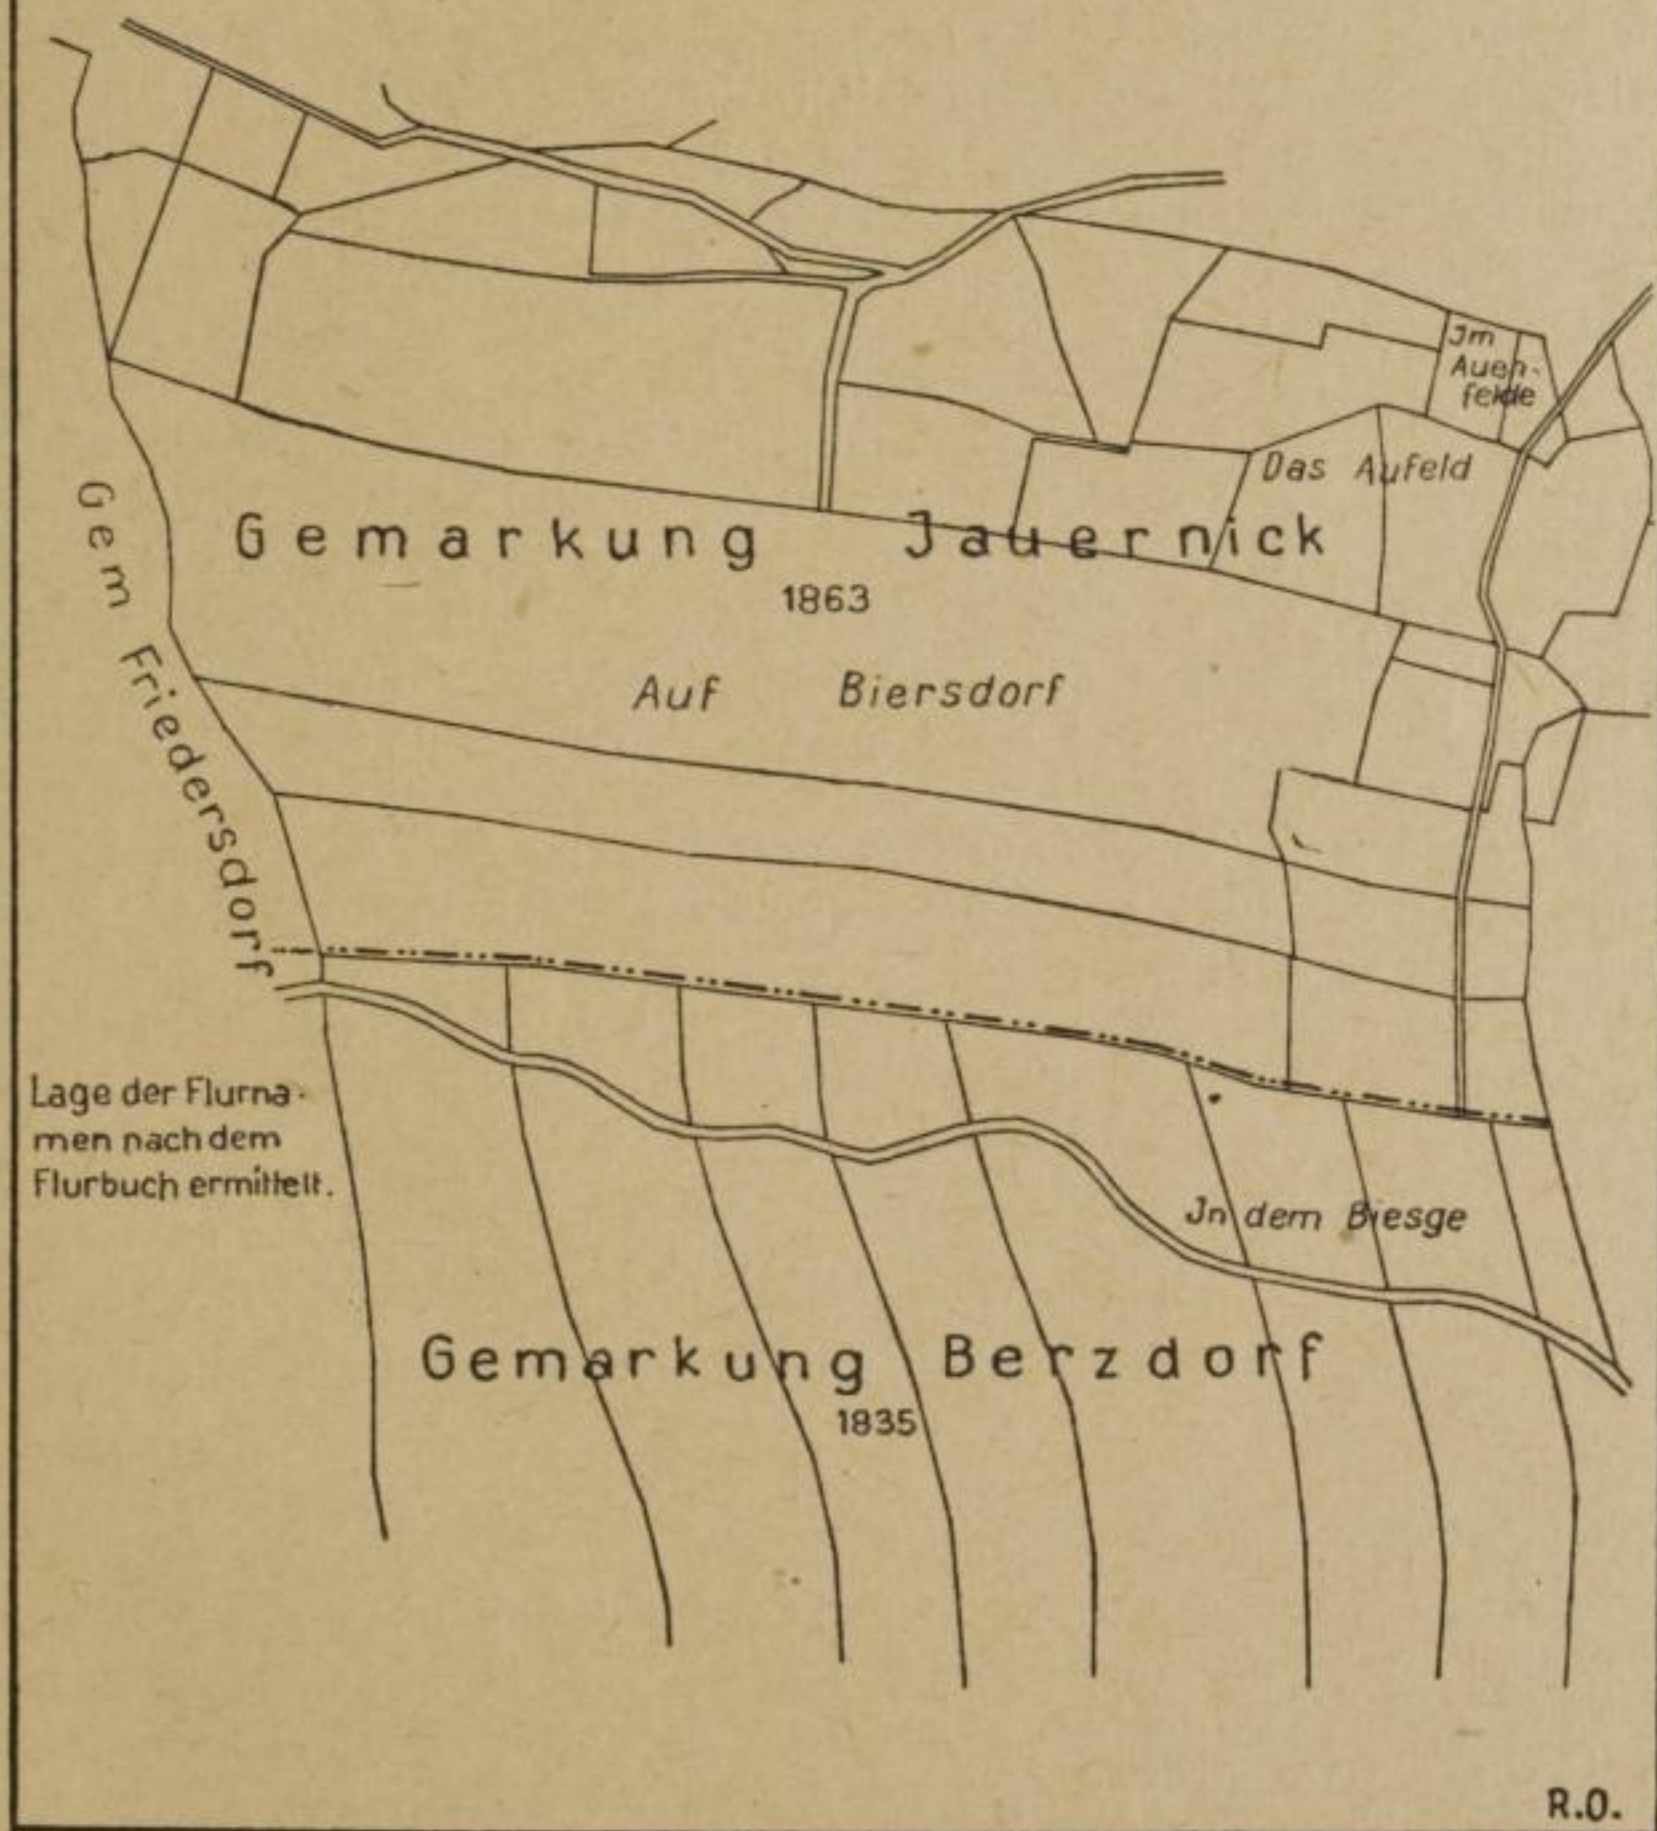 Jm
Auen-
felde
Das Aufeld
Gemarkung Jauernick
1863
Gem Friedersdorf
Auf Biersdorf
Lage der Flurna-
men nach dem
Flurbuch ermittelt.
Jn dem Biesge
Gemarkung Berzdorf
1835
R.O.